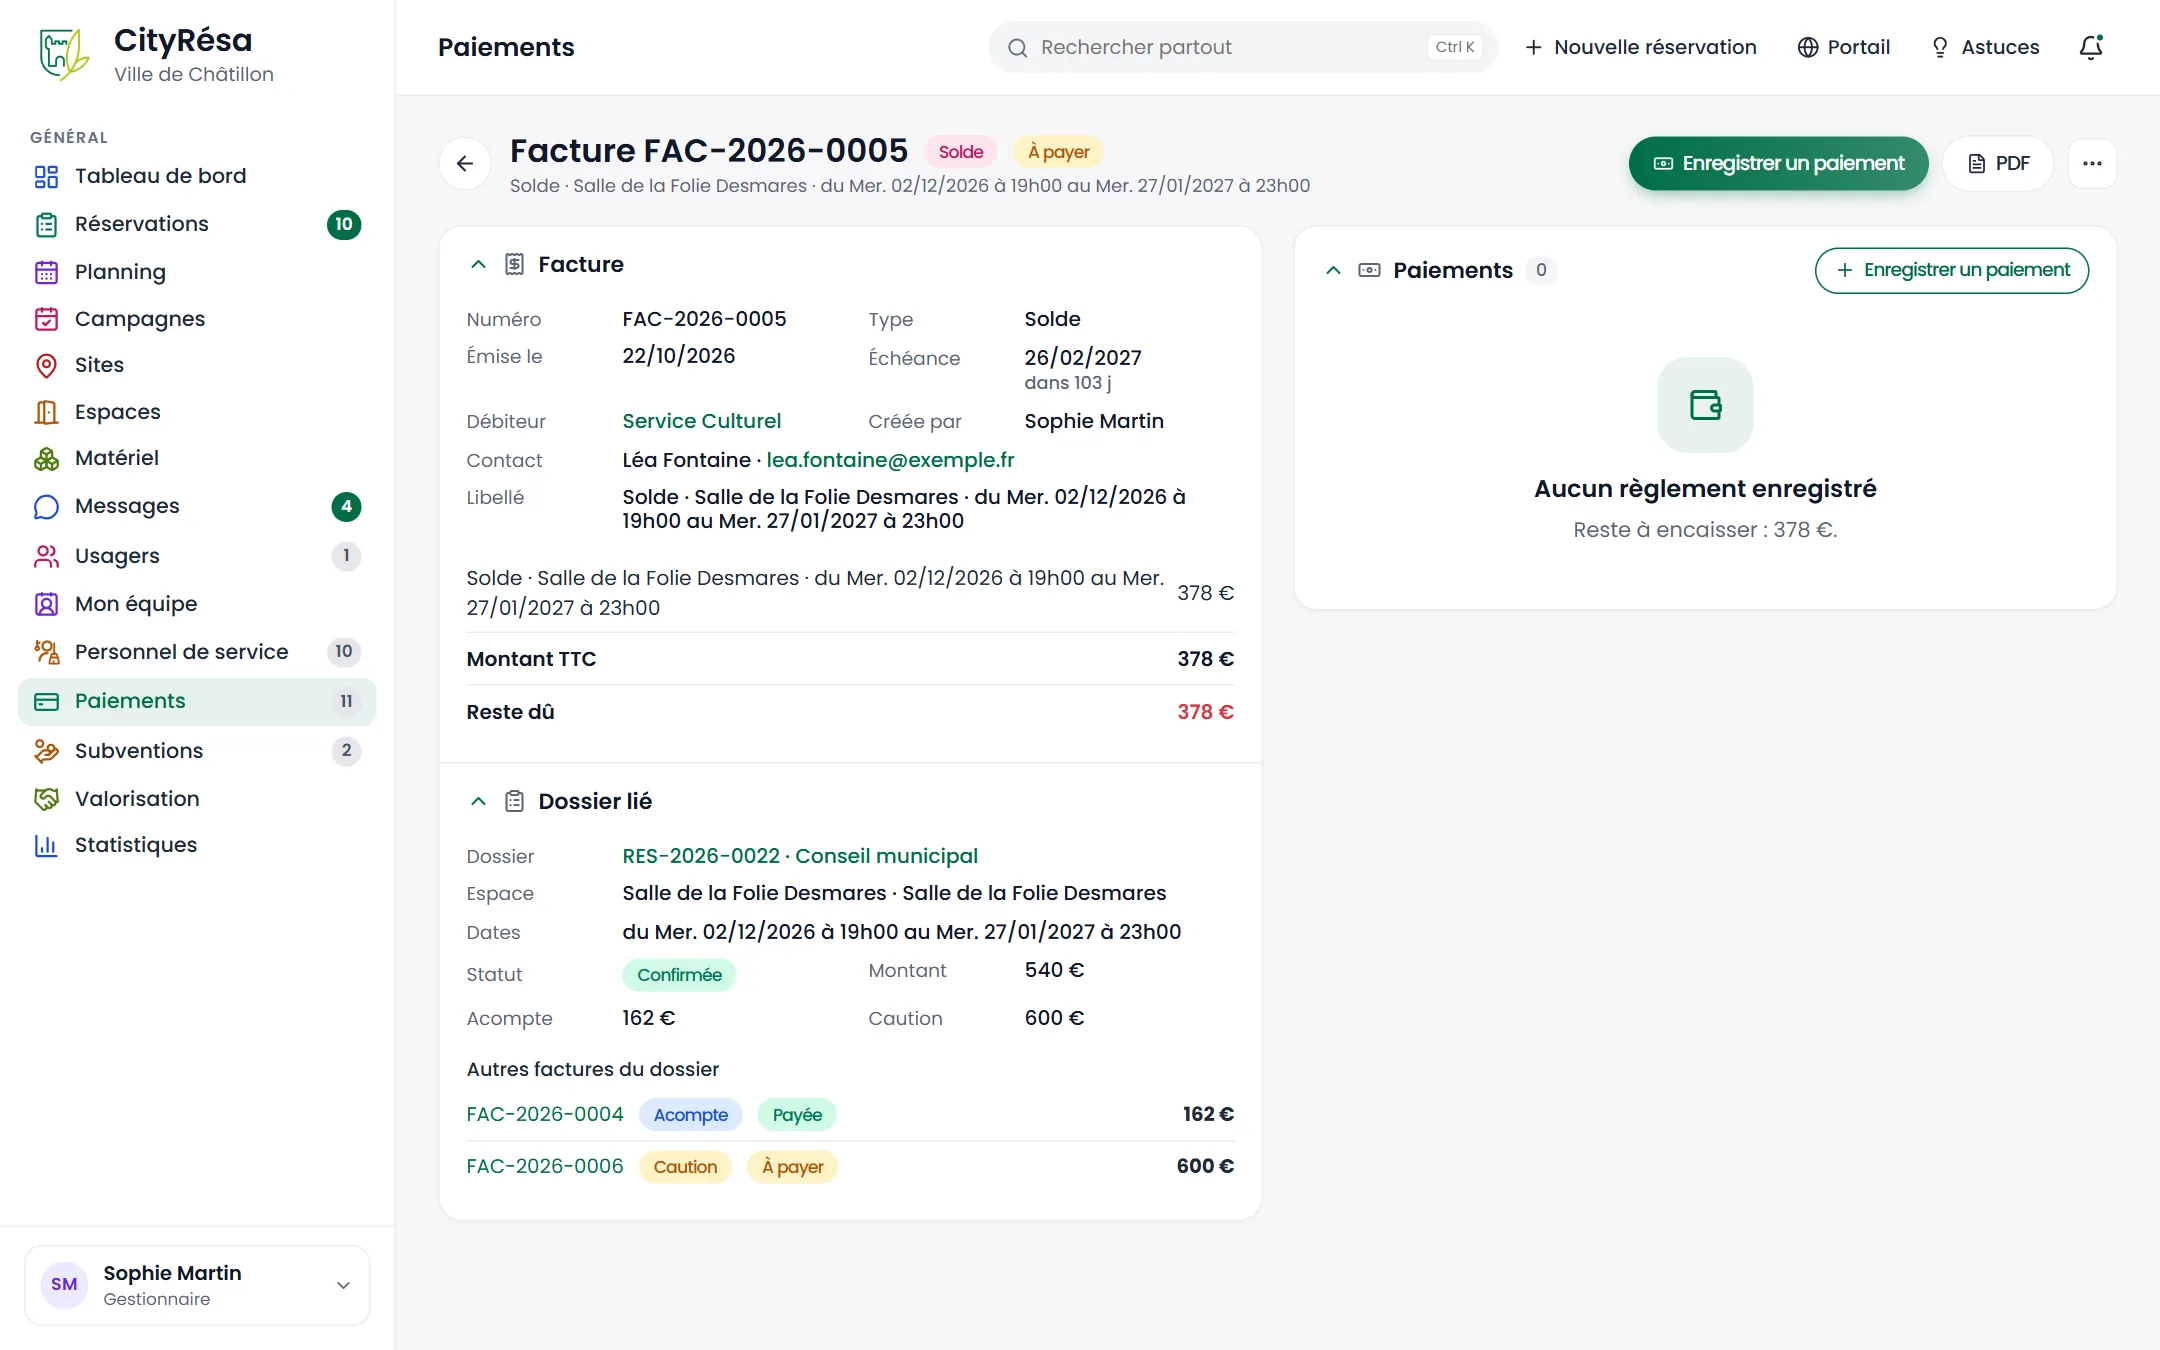 CityRésa
Ville de Châtillon
GÉNÉRAL
Tableau de bord
Réservations 10
Planning
Campagnes
Sites
Espaces
Matériel
Messages 4
Usagers 1
Mon équipe
Personnel de service 10
Paiements 11
Subventions 2
Valorisation
Statistiques
SM
Sophie Martin
Gestionnaire
Paiements
Rechercher partout Ctrl K
Nouvelle réservation
Portail
Astuces
Facture FAC-2026-0005 Solde À payer
Solde · Salle de la Folie Desmares · du Mer. 02/12/2026 à 19h00 au Mer. 27/01/2027 à 23h00
Enregistrer un paiement
PDF
Facture
Numéro FAC-2026-0005 Type Solde
Émise le 22/10/2026 Échéance 26/02/2027
dans 103 j
Débiteur Service Culturel Créée par Sophie Martin
Contact Léa Fontaine · lea.fontaine@exemple.fr
Libellé Solde · Salle de la Folie Desmares · du Mer. 02/12/2026 à
19h00 au Mer. 27/01/2027 à 23h00
Solde · Salle de la Folie Desmares · du Mer. 02/12/2026 à 19h00 au Mer.
27/01/2027 à 23h00 378 €
Montant TTC 378 €
Reste dû 378 €
Dossier lié
Dossier RES-2026-0022 · Conseil municipal
Espace Salle de la Folie Desmares · Salle de la Folie Desmares
Dates du Mer. 02/12/2026 à 19h00 au Mer. 27/01/2027 à 23h00
Statut Confirmée Montant 540 €
Acompte 162 € Caution 600 €
Autres factures du dossier
FAC-2026-0004 Acompte Payée 162 €
FAC-2026-0006 Caution À payer 600 €
Paiements 0
Enregistrer un paiement
Aucun règlement enregistré
Reste à encaisser : 378 €.